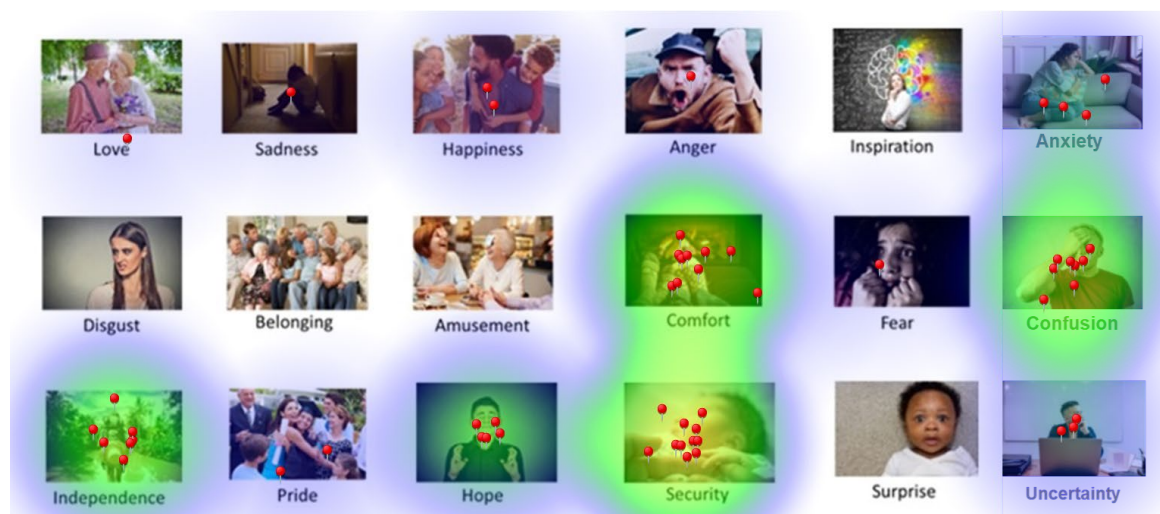 Love
Sadness
Happiness
Anger
Inspiration
Anxiety
Disgust
Belonging
Amusement
Comfort
Fear
Confusion
Independence
Pride
Hope
Security
Surprise
Uncertainty